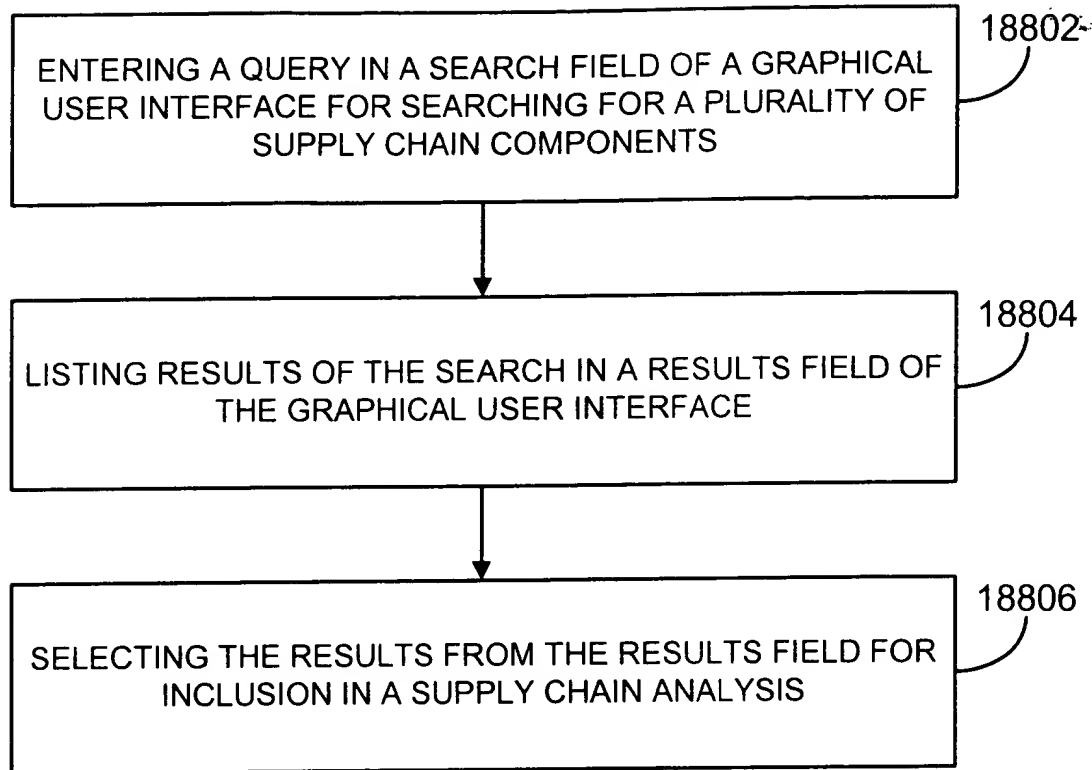 18802
ENTERING A QUERY IN A SEARCH FIELD OF A GRAPHICAL
USER INTERFACE FOR SEARCHING FOR A PLURALITY OF
SUPPLY CHAIN COMPONENTS
18804
LISTING RESULTS OF THE SEARCH IN A RESULTS FIELD OF
THE GRAPHICAL USER INTERFACE
18806
SELECTING THE RESULTS FROM THE RESULTS FIELD FOR
INCLUSION IN A SUPPLY CHAIN ANALYSIS